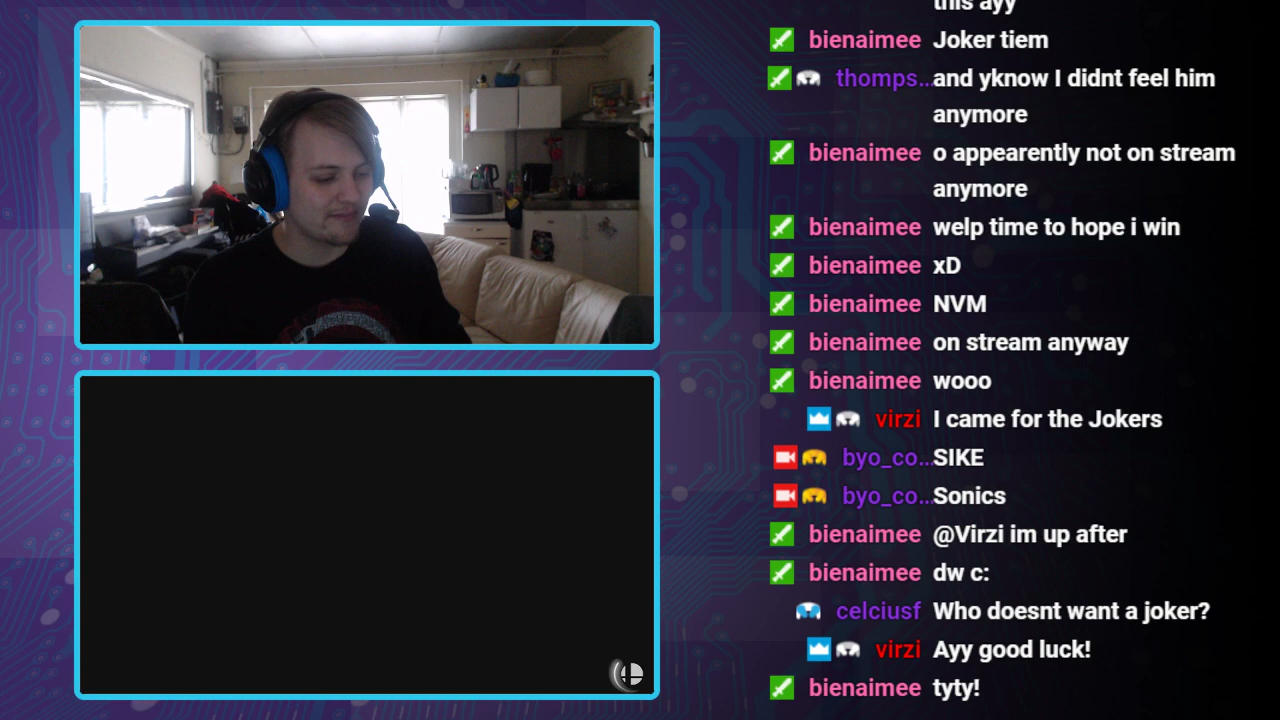 this ayy
bienaimee Joker tiem
thomps... and yknow I didnt feel him
anymore
bienaimee o appearently not on stream
anymore
bienaimee welp time to hope i win
bienaimee xD
bienaimee NVM
bienaimee on stream anyway
bienaimee wooo
virzi I came for the Jokers
byo_co... SIKE
byo_co... Sonics
bienaimee @Virzi im up after
bienaimee dw c:
celciusf Who doesnt want a joker?
virzi Ayy good luck!
bienaimee tyty!